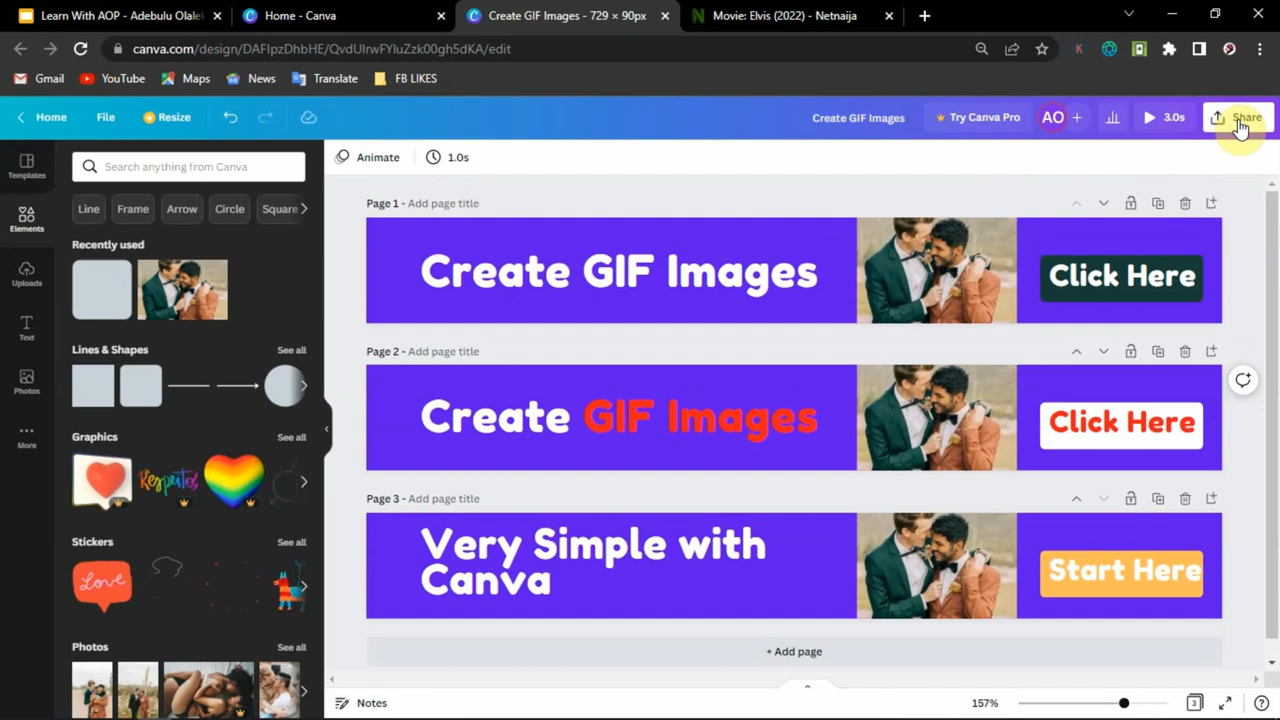 Learn With AOP - Adebulu Olalek
Home - Canva
Create GIF Images - 729 × 90px
Movie: Elvis (2022) - Netnaija
canva.com/design/DAFIpzDhbHE/QvdUIrwFYIuZzk00gh5dKA/edit
Gmail
YouTube
Maps
News
Translate
FB LIKES
Home
File
Resize
Create GIF Images
Try Canva Pro
AO
3.0s
Share
Templates
Elements
Uploads
Text
Photos
More
Search anything from Canva
Line
Frame
Arrow
Circle
Square
Recently used
Lines & Shapes
See all
Graphics
See all
Respertos
Stickers
See all
Love
Photos
See all
Animate
1.0s
Page 1 - Add page title
Create GIF Images
Click Here
Page 2 - Add page title
Create GIF Images
Click Here
Page 3 - Add page title
Very Simple with
Canva
Start Here
+ Add page
Notes
157%
3